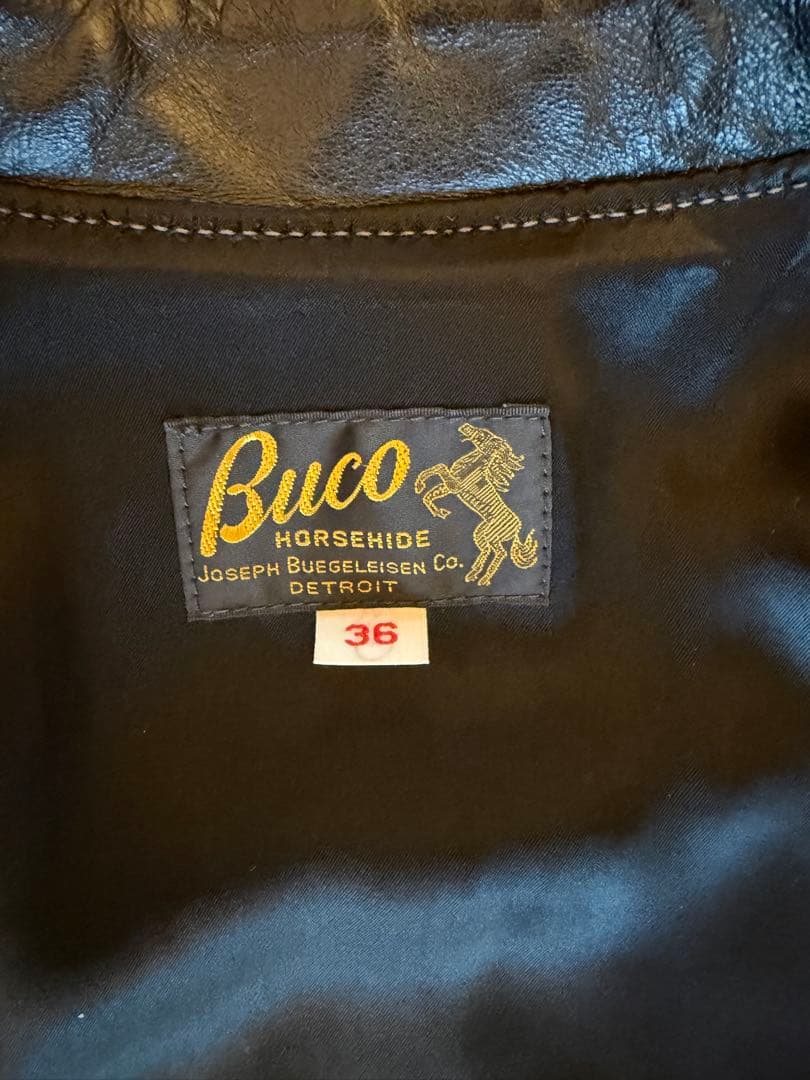 Buco
HORSEHIDE
JOSEPH BUEGELEISEN CO.
DETROIT
36